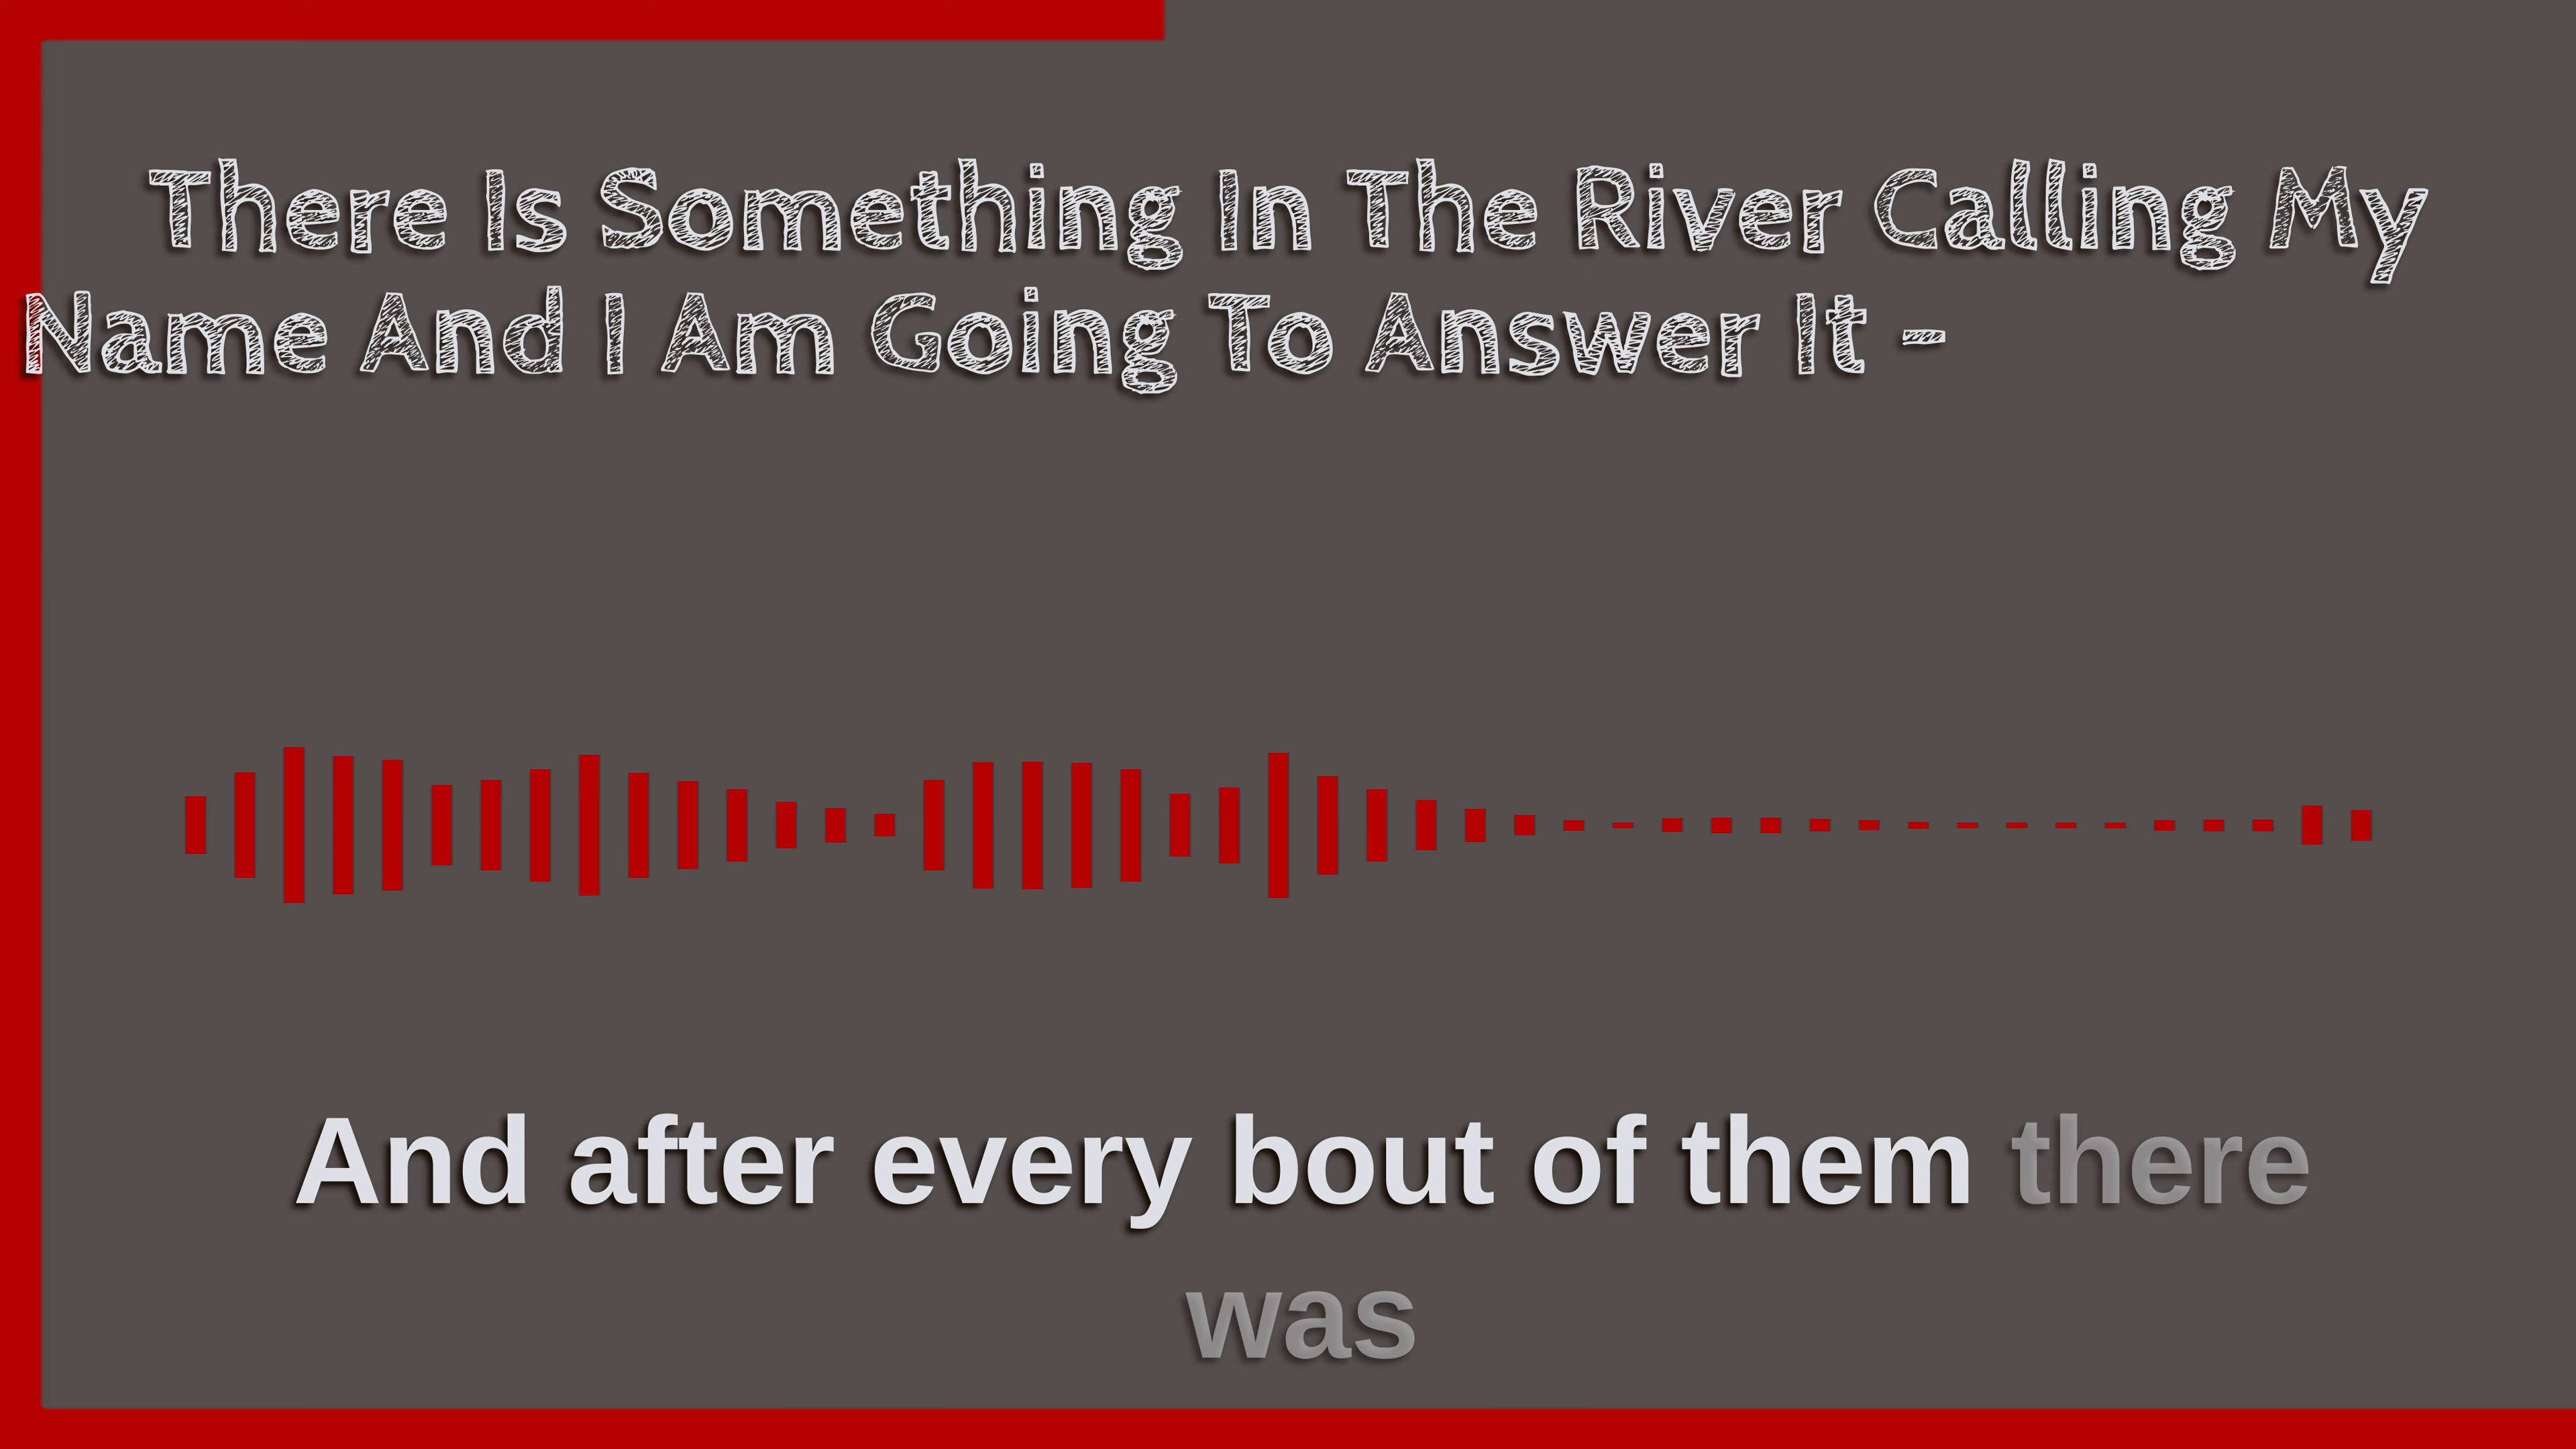 There Is Something In The River Calling My
Name And I Am Going To Answer It -
And after every bout of them there
was